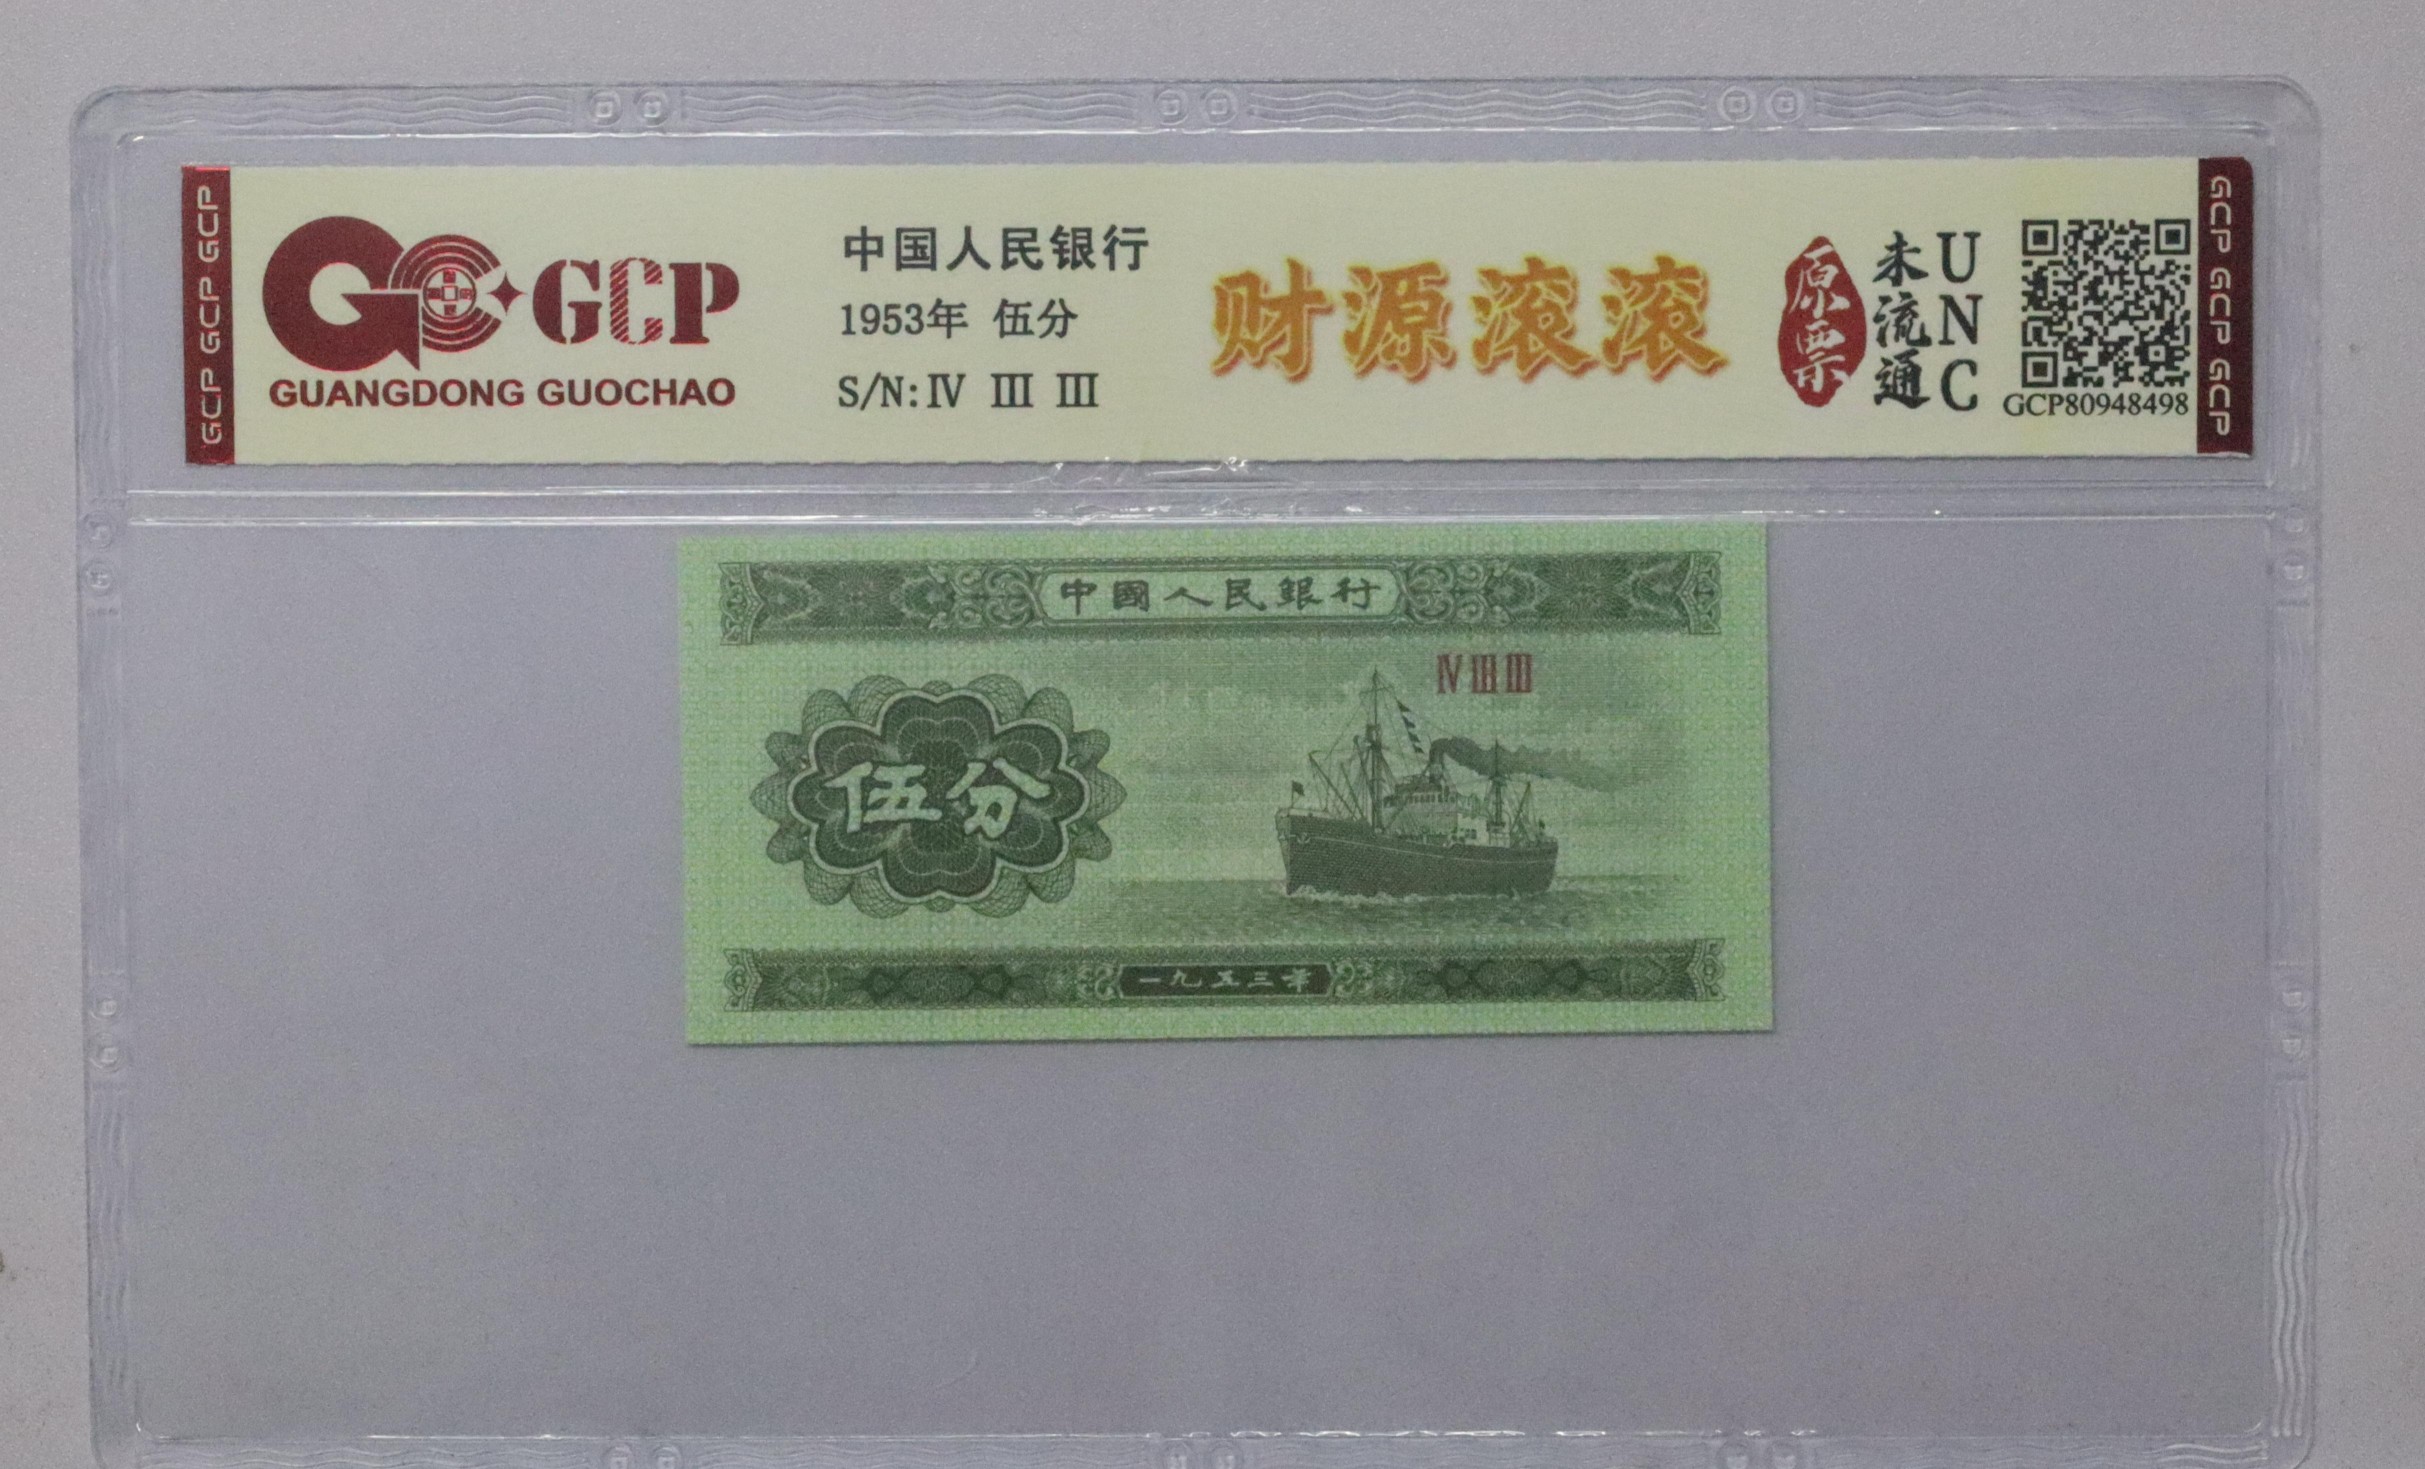 GCP GCP GCP
GCP
GUANGDONG GUOCHAO
中国人民银行
1953年 伍分
S/N: Ⅳ Ⅲ Ⅲ
财源滚滚
原票
未流通
UNC
GCP80948498
GCP GCP GCP
中國人民銀行
Ⅳ Ⅲ Ⅲ
伍分
一九五三年